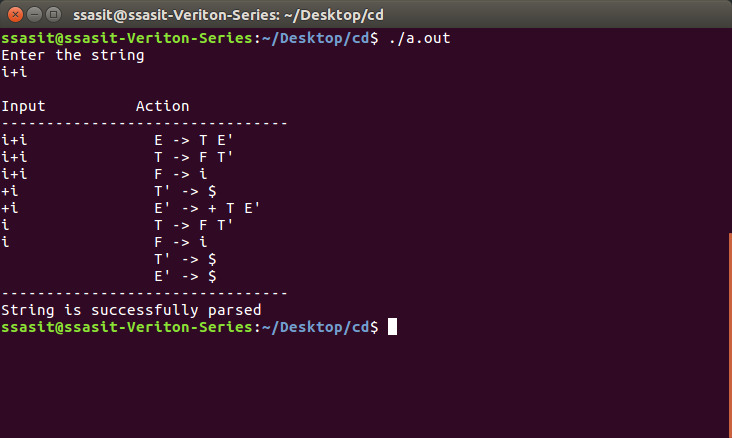 ssasit@ssasit-Veriton-Series: ~/Desktop/cd
ssasit@ssasit-Veriton-Series:~/Desktop/cd$ ./a.out
Enter the string
i+i
Input          Action
--------------------------------
i+i              E -> T E'
i+i              T -> F T'
i+i              F -> i
+i               T' -> $
+i               E' -> + T E'
i                T -> F T'
i                F -> i
                 T' -> $
                 E' -> $
--------------------------------
String is successfully parsed
ssasit@ssasit-Veriton-Series:~/Desktop/cd$